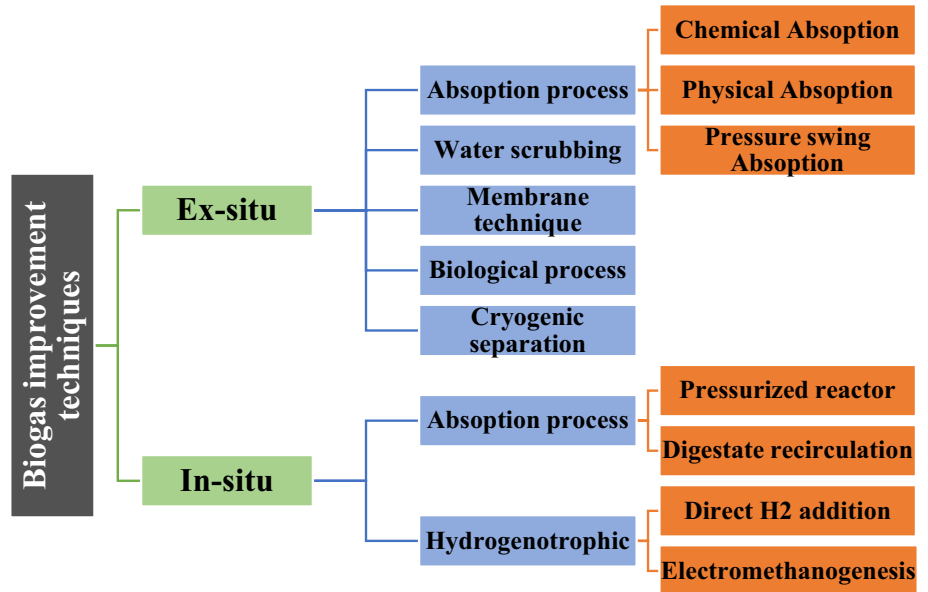 Biogas improvement
techniques
Ex-situ
Absoption process
Chemical Absoption
Physical Absoption
Pressure swing
Absoption
Water scrubbing
Membrane
technique
Biological process
Cryogenic
separation
In-situ
Absoption process
Pressurized reactor
Digestate recirculation
Hydrogenotrophic
Direct H2 addition
Electromethanogenesis